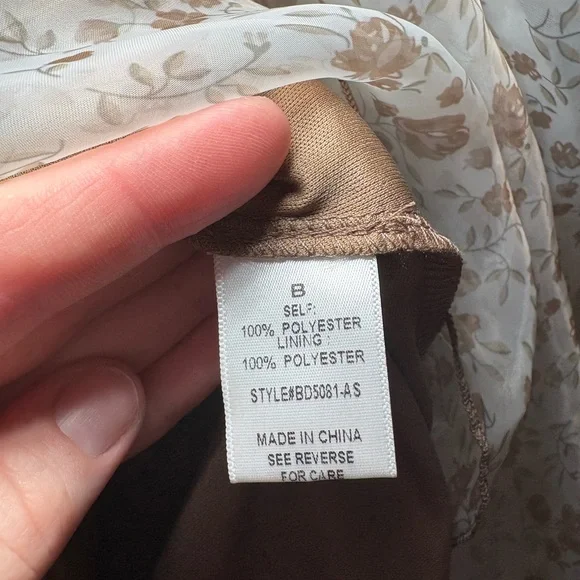 B
SELF:
100% POLYESTER
LINING :
100% POLYESTER
STYLE#BD5081-AS
MADE IN CHINA
SEE REVERSE
FOR CARE